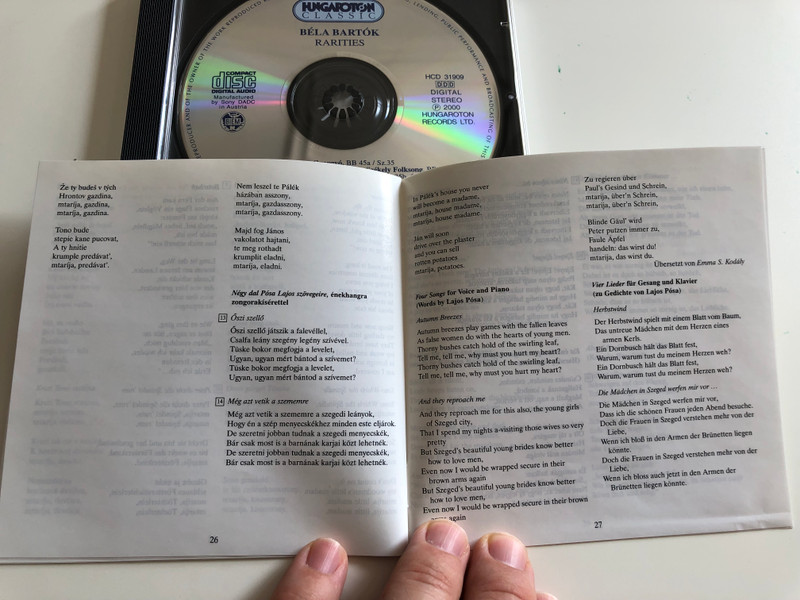 HUNGAROTON
CLASSIC
BÉLA BARTÓK
RARITIES
COMPACT
disc
DIGITAL AUDIO
Manufactured
by Sony DADC
in Austria
HCD 31909
DDD
DIGITAL
STEREO
℗ 2000
HUNGAROTON
RECORDS LTD.
BB 45a / Sz.35
Folksong
Že ty budeš v tých
Hrontov gazdina,
mtarija, gazdina,
mtarija, gazdina.
Tono bude
stepic kane pucovat,
A ty hnitie
krumple predávat',
mtarija, predávat'.
Nem leszel te Pálék
házában asszony,
mtarija, gazdasszony,
mtarija, gazdasszony.
Majd fog János
vakolatot hajtani,
te meg rothadt
krumplit eladni,
mtarija, eladni.
Négy dal Pósa Lajos szövegeire, énekhangra
zongorakísérettel
13 Őszi szellő
Őszi szellő játszik a falevéllel,
Csalfa leány szegény legény szívével.
Tüske bokor megfogja a levelet,
Ugyan, ugyan mért bántod a szívemet?
Tüske bokor megfogja a levelet,
Ugyan, ugyan mért bántod a szívemet?
14 Még azt vetik a szememre
Még azt vetik a szememre a szegedi leányok,
Hogy én a szép menyecskékhez minden este eljárok.
De szeretni jobban tudnak a szegedi menyecskék,
Bár csak most is a barnának karjai közt lehetnék.
De szeretni jobban tudnak a szegedi menyecskék,
Bár csak most is a barnának karjai közt lehetnék.
26
In Pálék's house you never
will become a madame,
mtarija, house madame,
mtarija, house madame.
Ján will soon
drive over the plaster
and you can sell
rotten potatoes
mtarija, potatoes.
Four Songs for Voice and Piano
(Words by Lajos Pósa)
Autumn Breezes
Autumn breezes play games with the fallen leaves
As false women do with the hearts of young men.
Thorny bushes catch hold of the swirling leaf,
Tell me, tell me, why must you hurt my heart?
Thorny bushes catch hold of the swirling leaf,
Tell me, tell me, why must you hurt my heart?
And they reproach me
And they reproach me for this also, the young girls
of Szeged city,
That I spend my nights a-visiting those wives so very
pretty
But Szeged's beautiful young brides know better
how to love men,
Even now I would be wrapped secure in their
brown arms again
But Szeged's beautiful young brides know better
how to love men,
Even now I would be wrapped secure in their brown
arms again
Zu regieren über
Paul's Gesind und Schrein,
mtarija, über'n Schrein,
mtarija, über'n Schrein.
Blinde Gäul' wird
Peter putzen immer zu,
Faule Äpfel
handeln: das wirst du!
mtarija, das wirst du.
Übersetzt von Emma S. Kodály
Vier Lieder für Gesang und Klavier
(zu Gedichte von Lajos Pósa)
Herbstwind
Der Herbstwind spielt mit einem Blatt vom Baum,
Das untreue Mädchen mit dem Herzen eines
armen Kerls.
Ein Dornbusch hält das Blatt fest,
Warum, warum tust du meinem Herzen weh?
Ein Dornbusch hält das Blatt fest,
Warum, warum tust du meinem Herzen weh?
Die Mädchen in Szeged werfen mir vor ...
Die Mädchen in Szeged werfen mir vor,
Dass ich die schönen Frauen jeden Abend besuche.
Doch die Frauen in Szeged verstehen mehr von der
Liebe,
Wenn ich bloß in den Armen der Brünetten liegen
könnte.
Doch die Frauen in Szeged verstehen mehr von der
Liebe,
Wenn ich bloss auch jetzt in den Armen der
Brünetten liegen könnte.
27